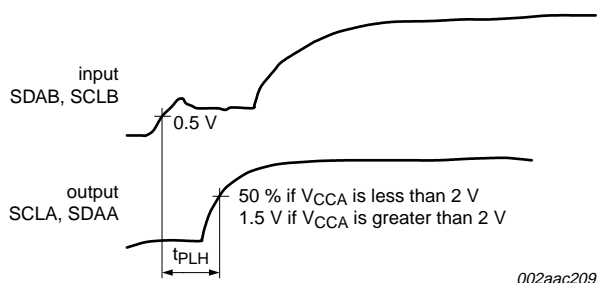 input
SDAB, SCLB
0.5 V
output
SCLA, SDAA
50 % if VCCA is less than 2 V
1.5 V if VCCA is greater than 2 V
tPLH
002aac209